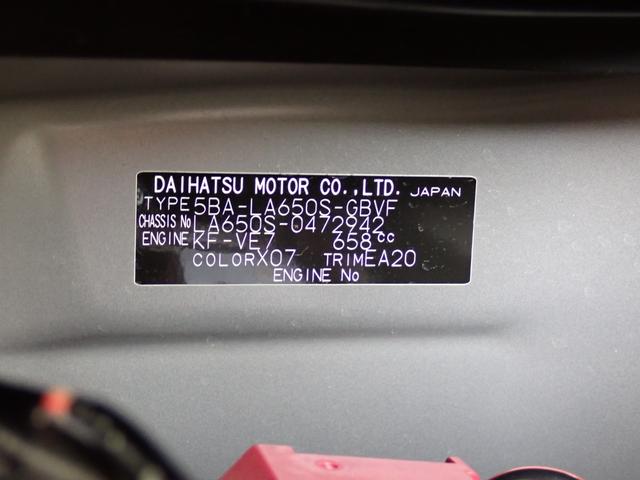 DAIHATSU MOTOR CO.,LTD. JAPAN
TYPE 5BA-LA650S-GBVF
CHASSIS No LA650S-0472942
ENGINE KF-VE7 658cc
COLOR X07 TRIM EA20
ENGINE No